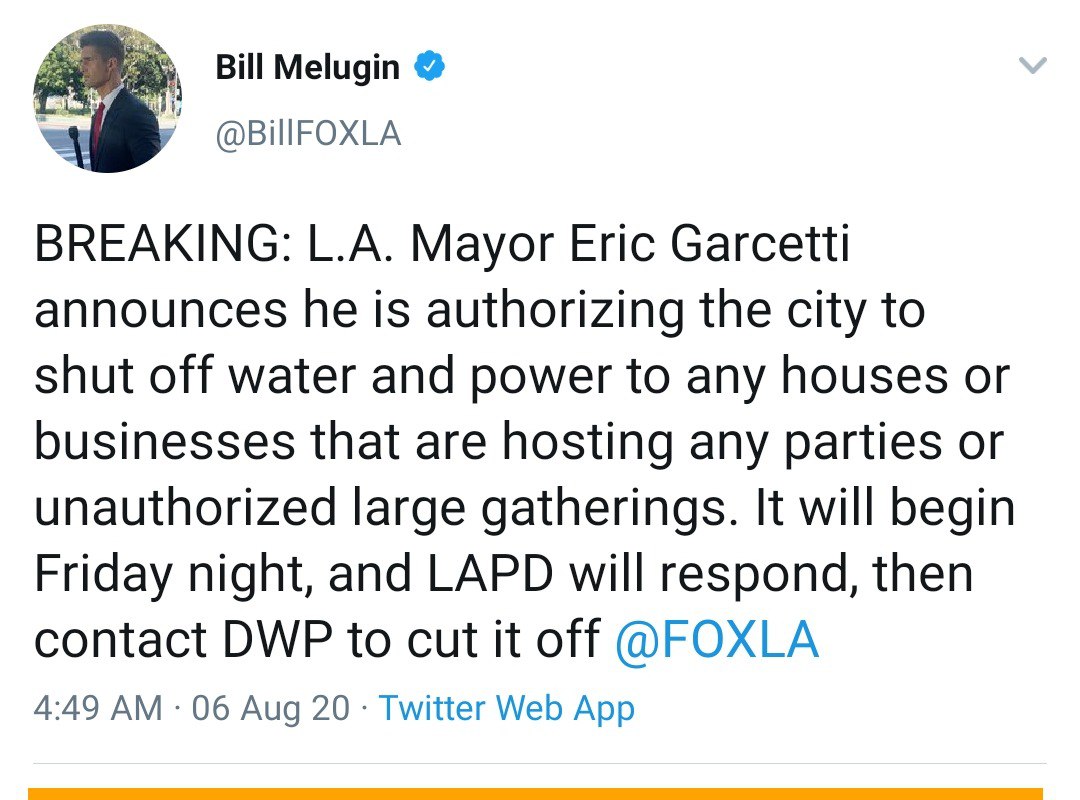 Bill Melugin
@BillFOXLA
BREAKING: L.A. Mayor Eric Garcetti
announces he is authorizing the city to
shut off water and power to any houses or
businesses that are hosting any parties or
unauthorized large gatherings. It will begin
Friday night, and LAPD will respond, then
contact DWP to cut it off @FOXLA
4:49 AM · 06 Aug 20 · Twitter Web App